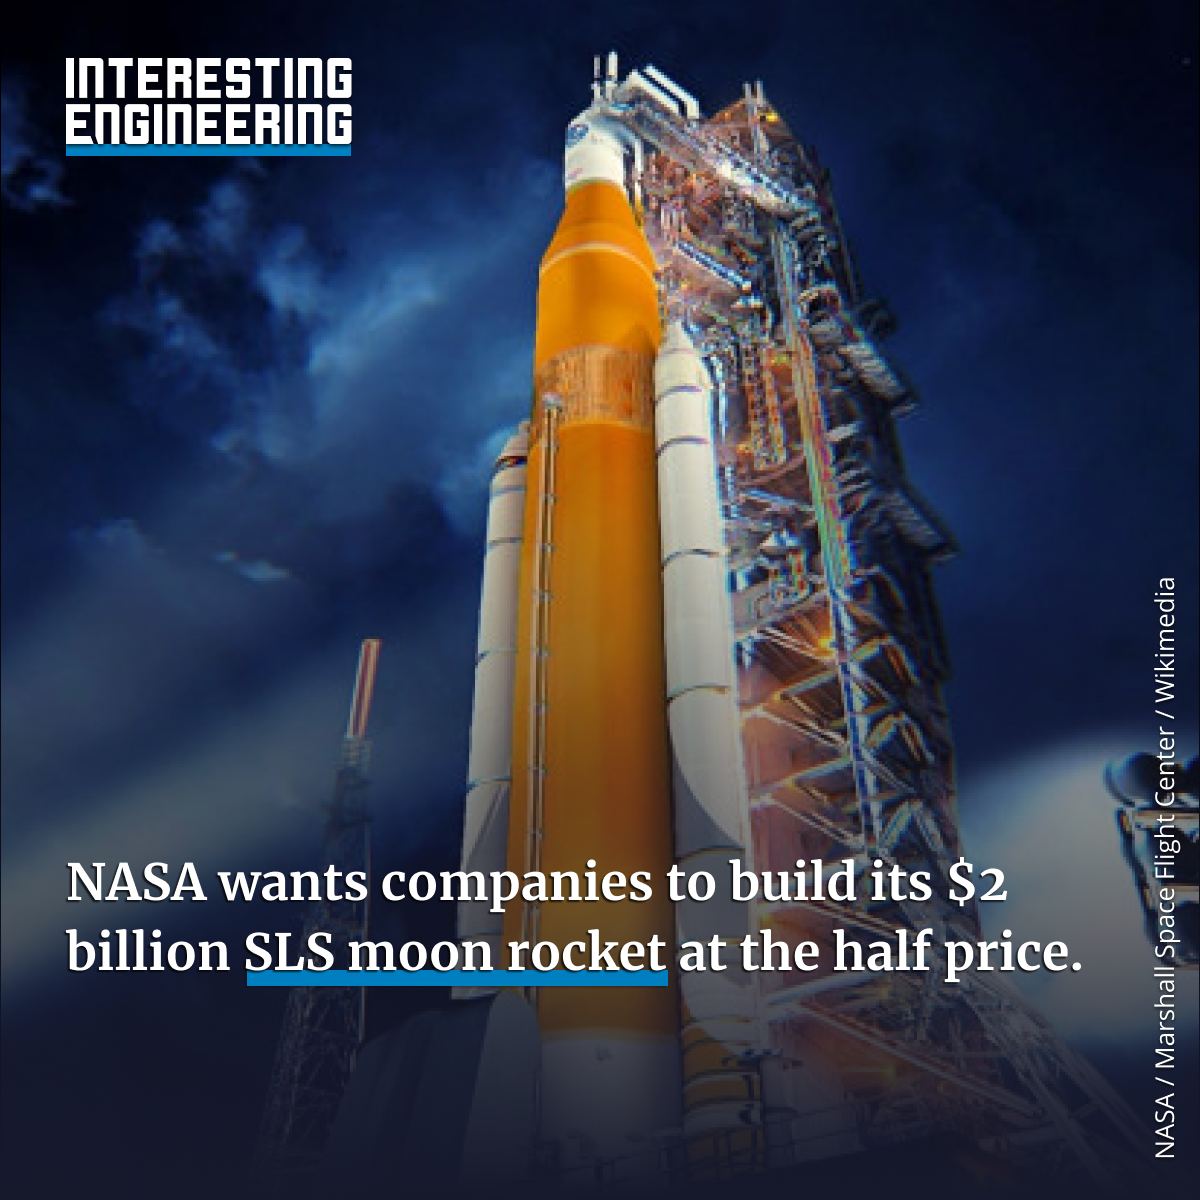 INTERESTING
ENGINEERING
NASA wants companies to build its $2
billion SLS moon rocket at the half price.
NASA / Marshall Space Flight Center / Wikimedia